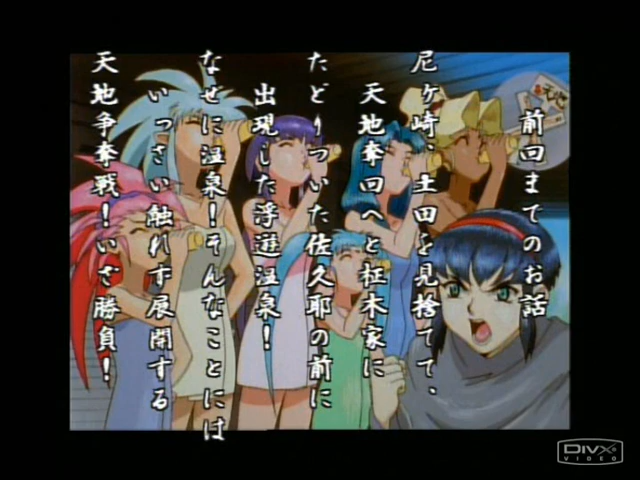 前回までのお話
尼ヶ崎、土田を見捨てて、
天地奪回へと柾木家に
たどりついた佐久耶の前に
出現した浮遊温泉！
なぜに温泉！そんなことには
いっさい触れず展開する
天地争奪戦！いざ勝負！
DIVX
VIDEO